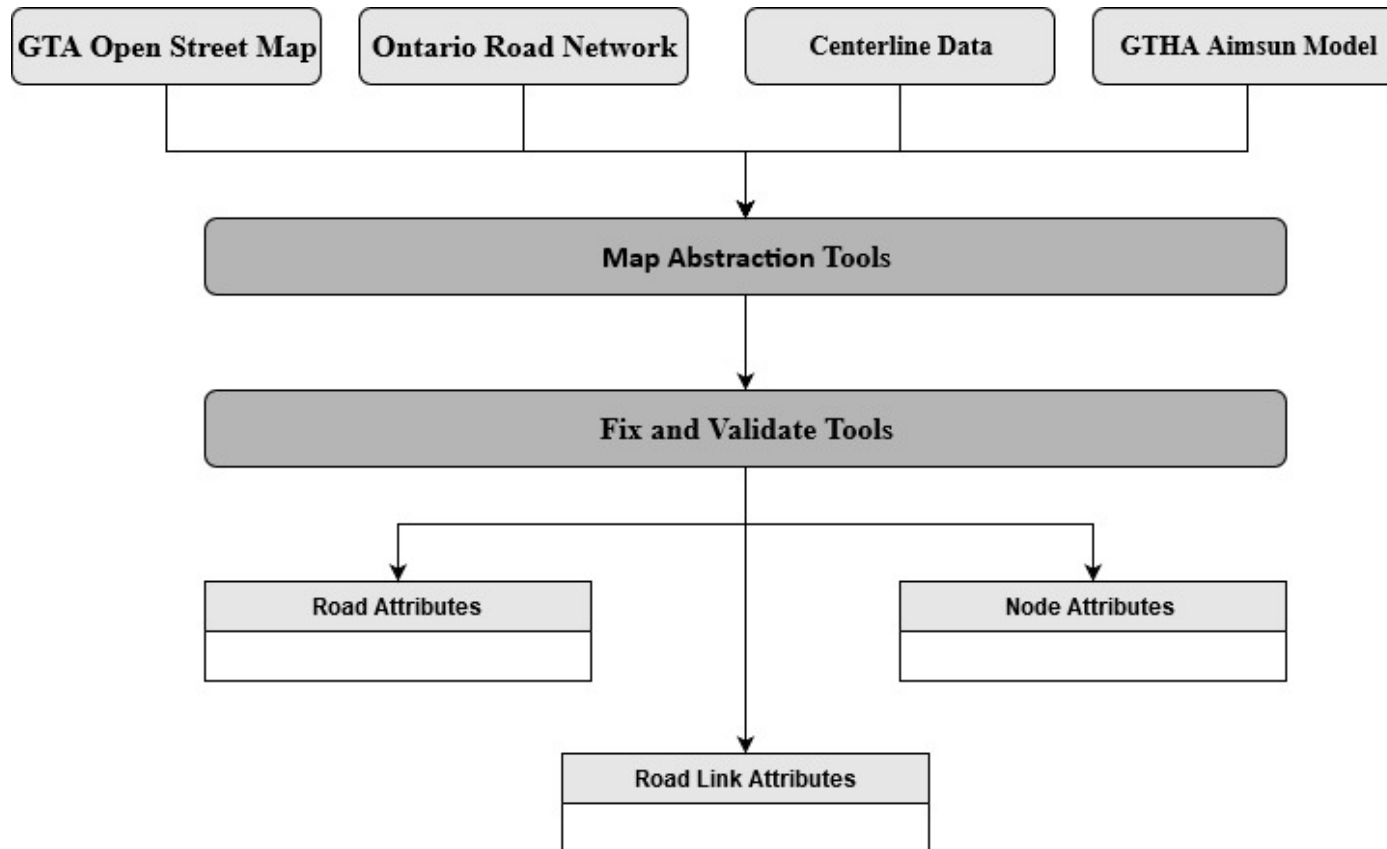 GTA Open Street Map
Ontario Road Network
Centerline Data
GTHA Aimsun Model
Map Abstraction Tools
Fix and Validate Tools
Road Attributes
Node Attributes
Road Link Attributes